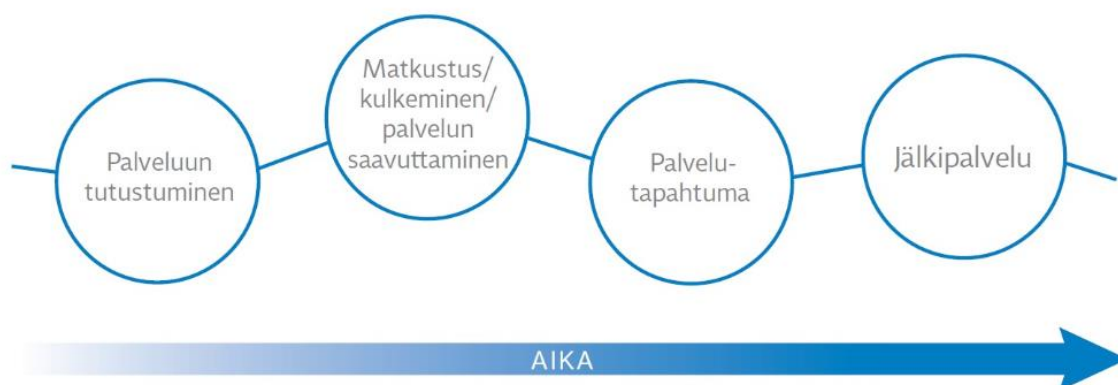 Palveluun
tutustuminen
Matkustus/
kulkeminen/
palvelun
saavuttaminen
Palvelu-
tapahtuma
Jälkipalvelu
AIKA